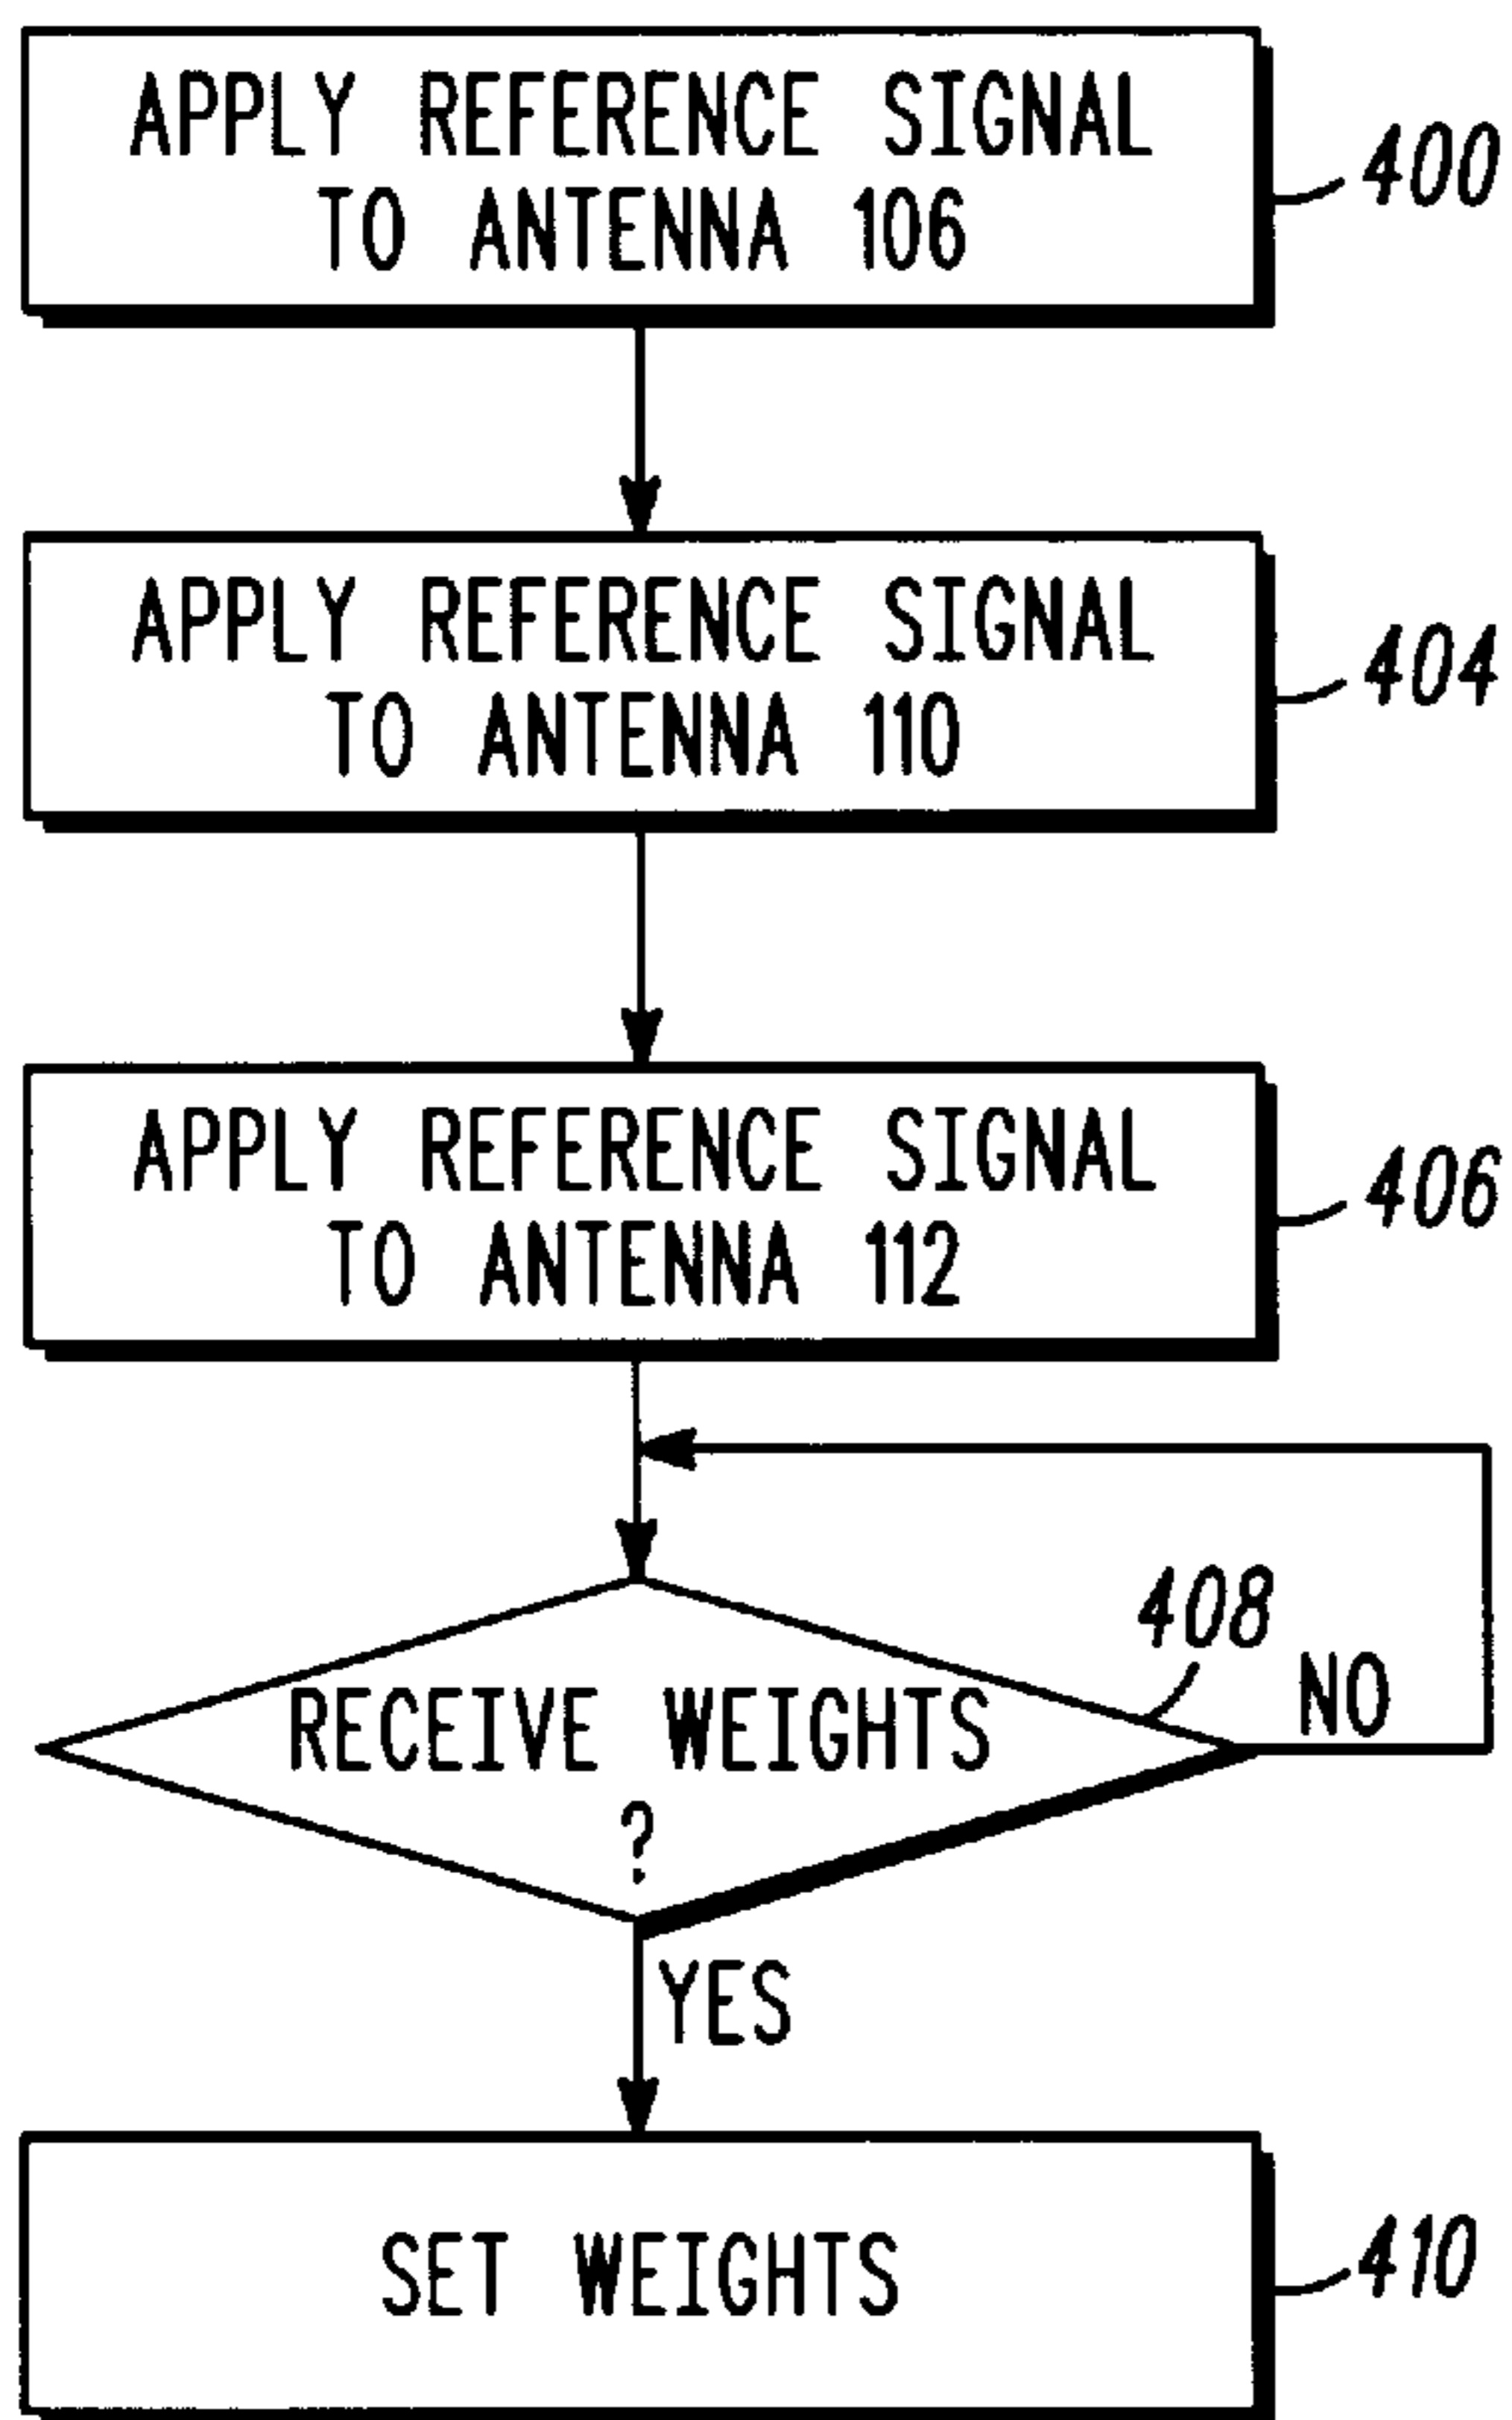 APPLY REFERENCE SIGNAL
TO ANTENNA 106
400
APPLY REFERENCE SIGNAL
TO ANTENNA 110
404
APPLY REFERENCE SIGNAL
TO ANTENNA 112
406
408
NO
RECEIVE WEIGHTS
?
YES
SET WEIGHTS
410